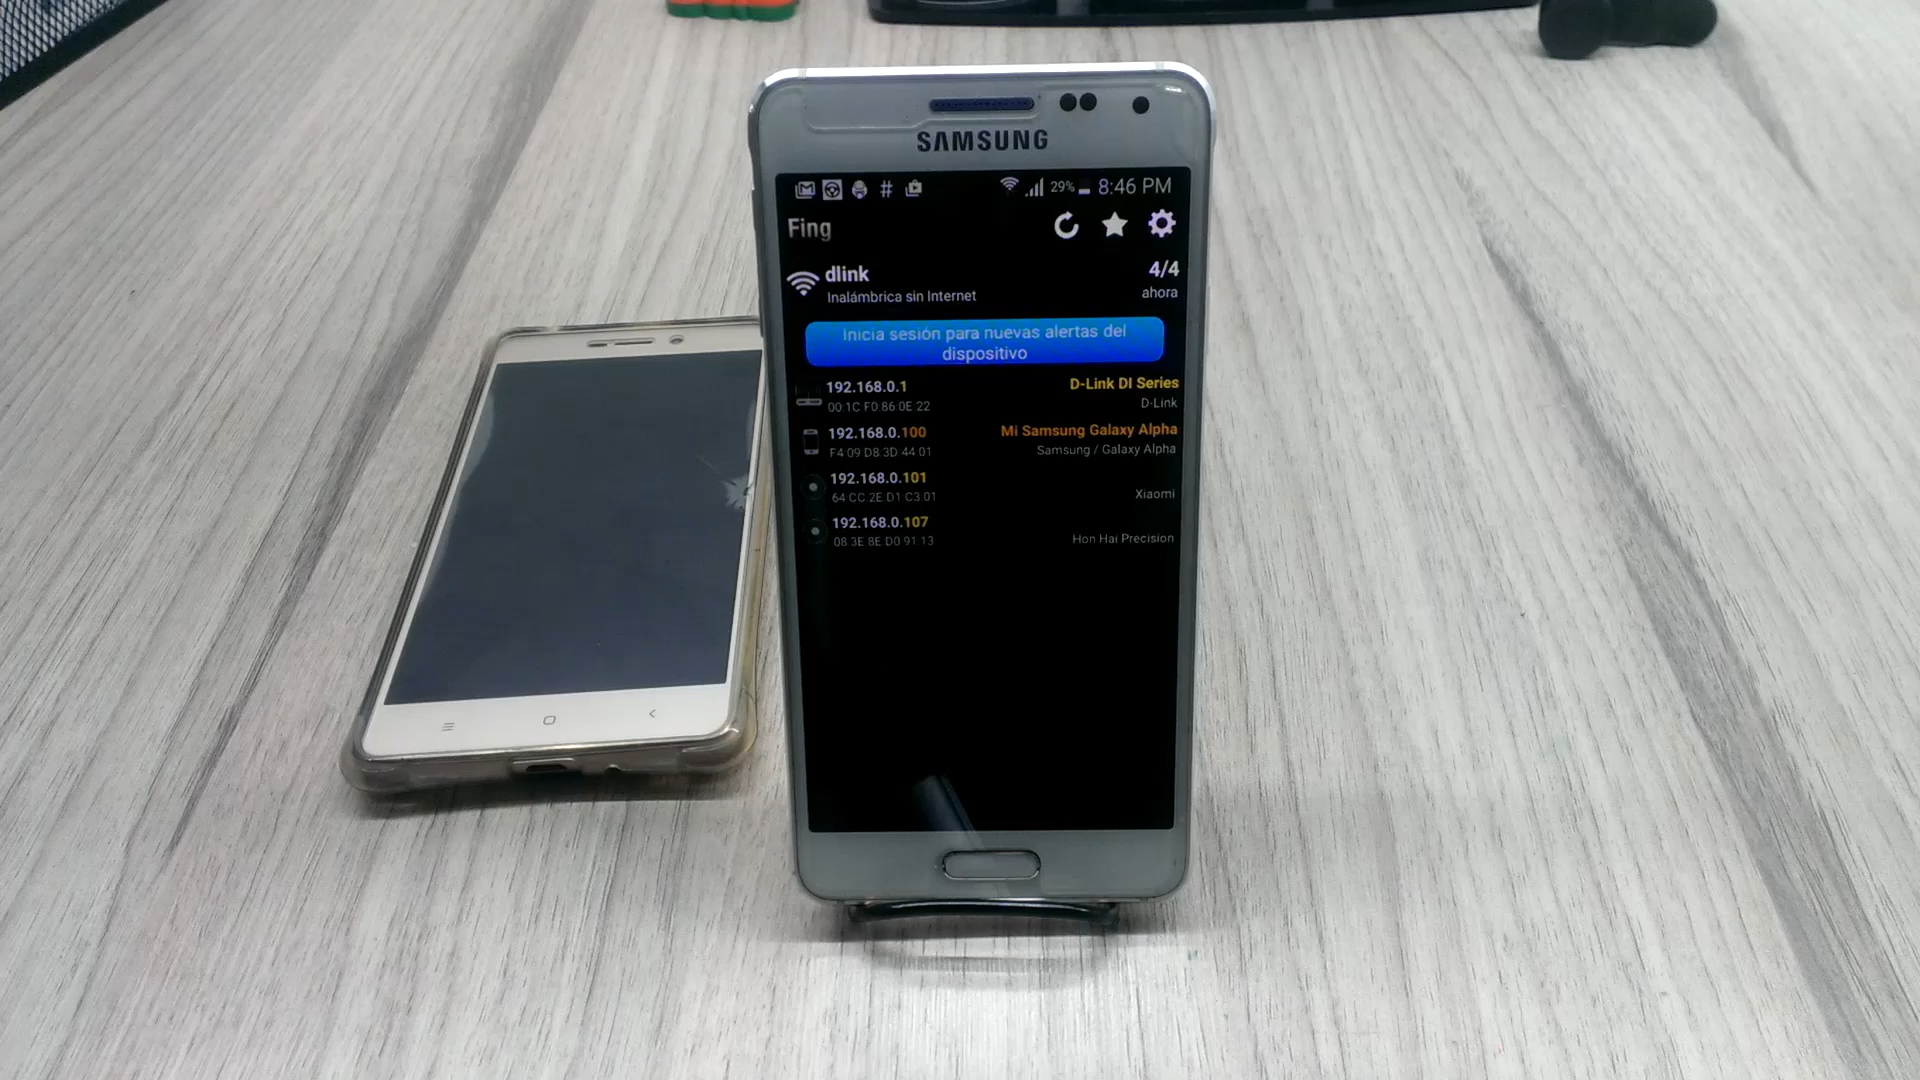 SAMSUNG
# 29% 8:46 PM
Fing
dlink 4/4
Inalámbrica sin Internet ahora
Inicia sesión para nuevas alertas del
dispositivo
192.168.0.1 D-Link DI Series
00:1C F0:86:0E 22 D-Link
192.168.0.100 Mi Samsung Galaxy Alpha
F4 09 D8 3D 44 01 Samsung / Galaxy Alpha
192.168.0.101
64 CC 2E D1 C3 01 Xiaomi
192.168.0.107
08 3E 8E D0 91 13 Hon Hai Precision